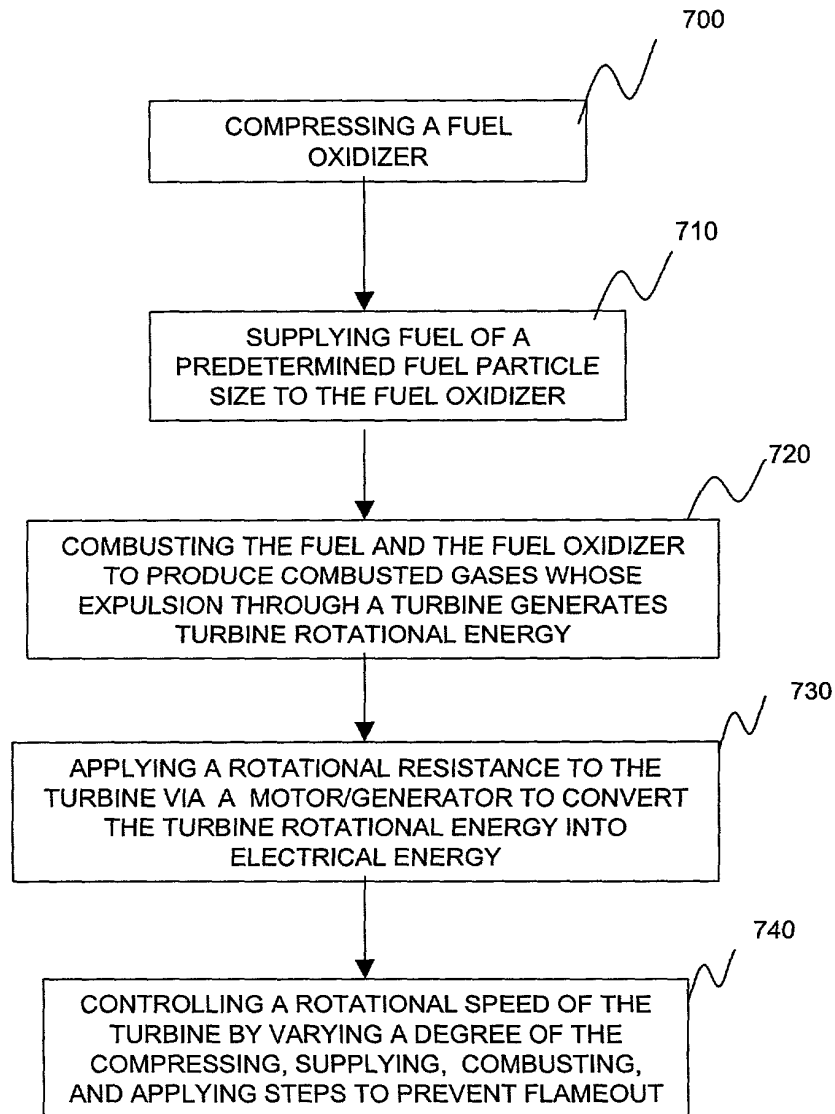 700
COMPRESSING A FUEL
OXIDIZER
710
SUPPLYING FUEL OF A
PREDETERMINED FUEL PARTICLE
SIZE TO THE FUEL OXIDIZER
720
COMBUSTING THE FUEL AND THE FUEL OXIDIZER
TO PRODUCE COMBUSTED GASES WHOSE
EXPULSION THROUGH A TURBINE GENERATES
TURBINE ROTATIONAL ENERGY
730
APPLYING A ROTATIONAL RESISTANCE TO THE
TURBINE VIA A MOTOR/GENERATOR TO CONVERT
THE TURBINE ROTATIONAL ENERGY INTO
ELECTRICAL ENERGY
740
CONTROLLING A ROTATIONAL SPEED OF THE
TURBINE BY VARYING A DEGREE OF THE
COMPRESSING, SUPPLYING, COMBUSTING,
AND APPLYING STEPS TO PREVENT FLAMEOUT